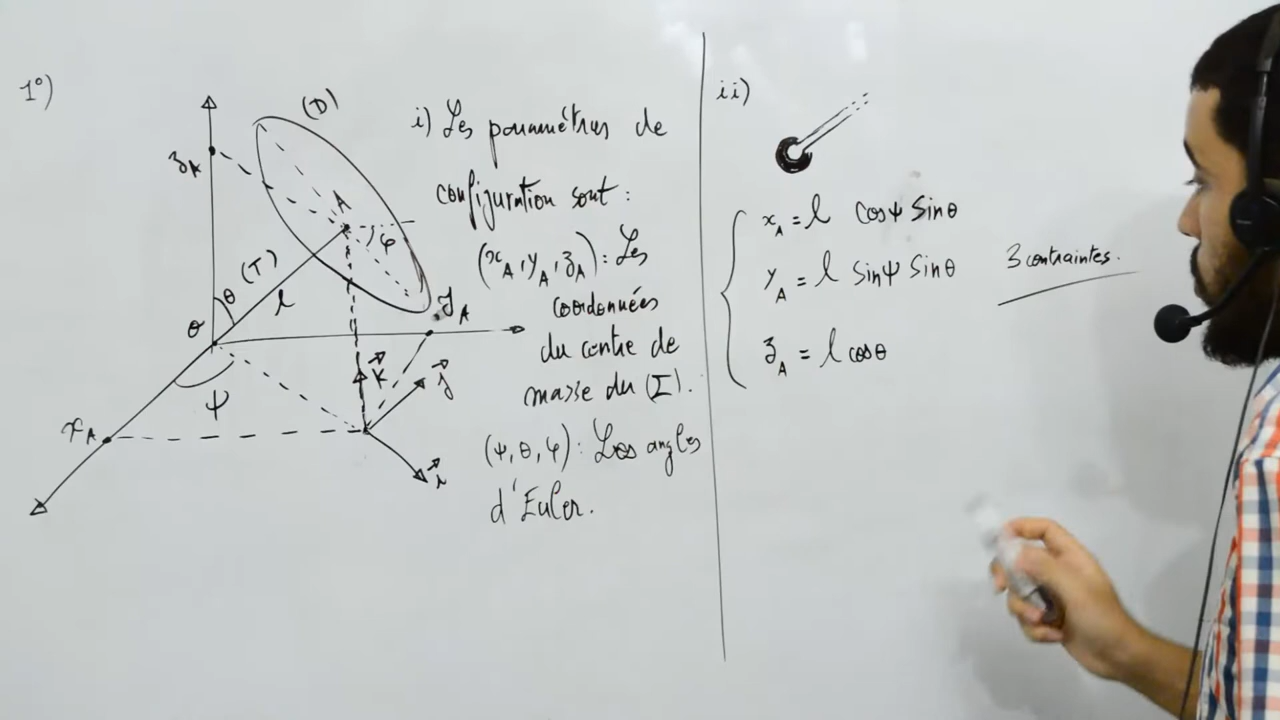 1°)
(D)
z_A
A
φ
θ
(T)
l
O
y_A
k
j
ψ
x_A
i
i) Les paramétres de
configuration sont :
(x_A, y_A, z_A) : Les
coordonnées
du centre de
masse du (Σ).
(ψ, θ, φ) : Les angles
d'Euler.
ii)
x_A = l cosψ sinθ
y_A = l sinψ sinθ
z_A = l cosθ
3 contraintes.